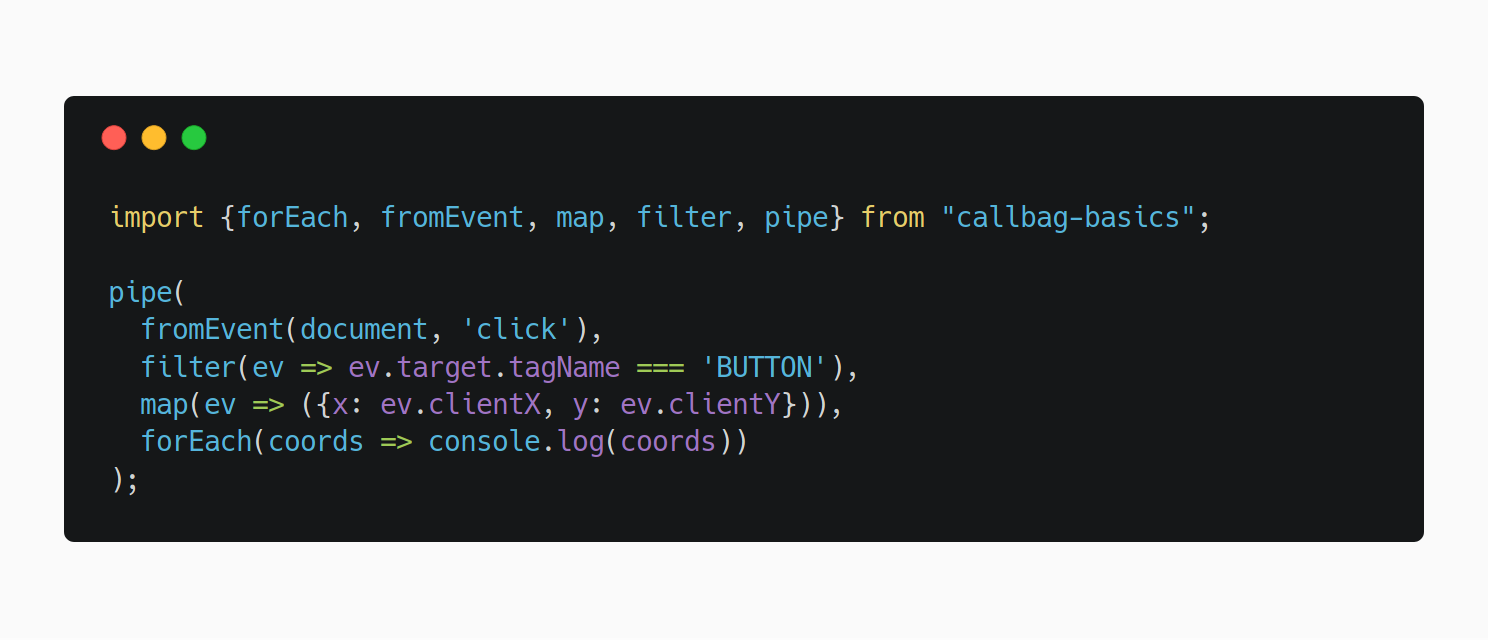 import {forEach, fromEvent, map, filter, pipe} from "callbag-basics";
pipe(
  fromEvent(document, 'click'),
  filter(ev => ev.target.tagName === 'BUTTON'),
  map(ev => ({x: ev.clientX, y: ev.clientY})),
  forEach(coords => console.log(coords))
);